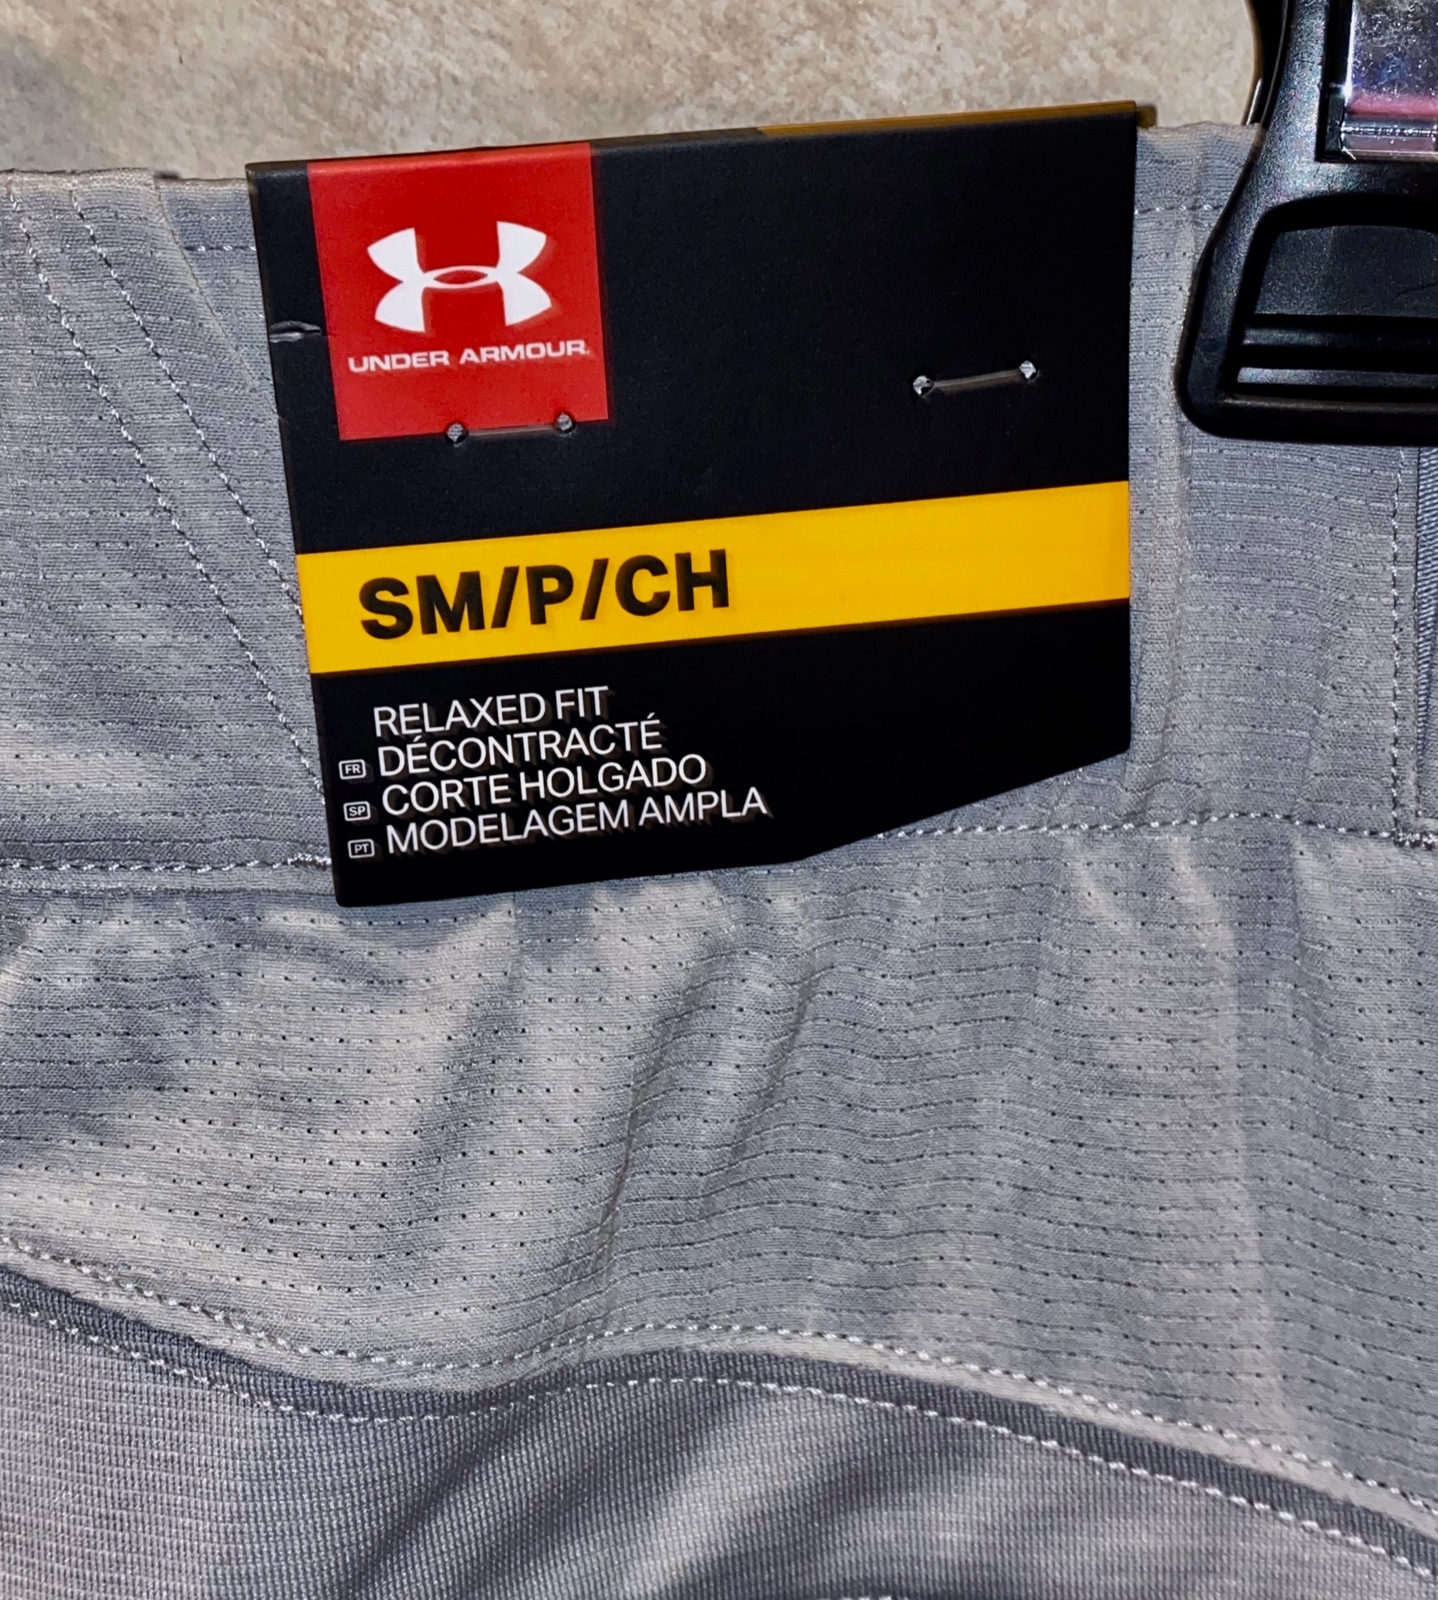 UNDER ARMOUR
SM/P/CH
RELAXED FIT
FR DÉCONTRACTÉ
SP CORTE HOLGADO
PT MODELAGEM AMPLA